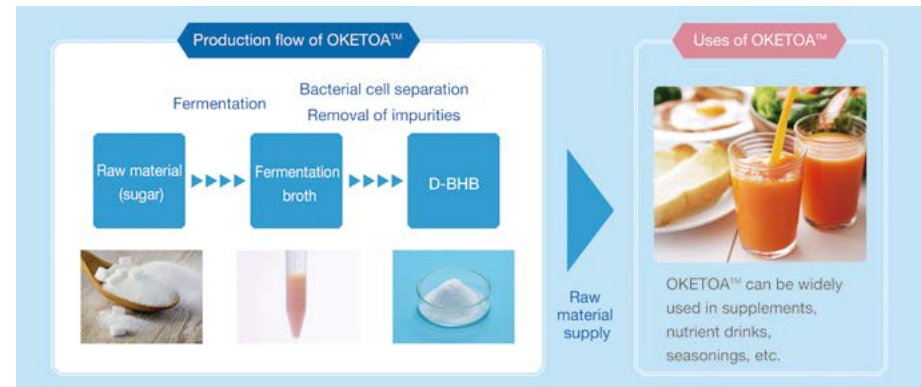 Production flow of OKETOA™
Fermentation
Bacterial cell separation
Removal of impurities
Raw material
(sugar)
Fermentation
broth
D-BHB
Raw
material
supply
Uses of OKETOA™
OKETOA™ can be widely
used in supplements,
nutrient drinks,
seasonings, etc.